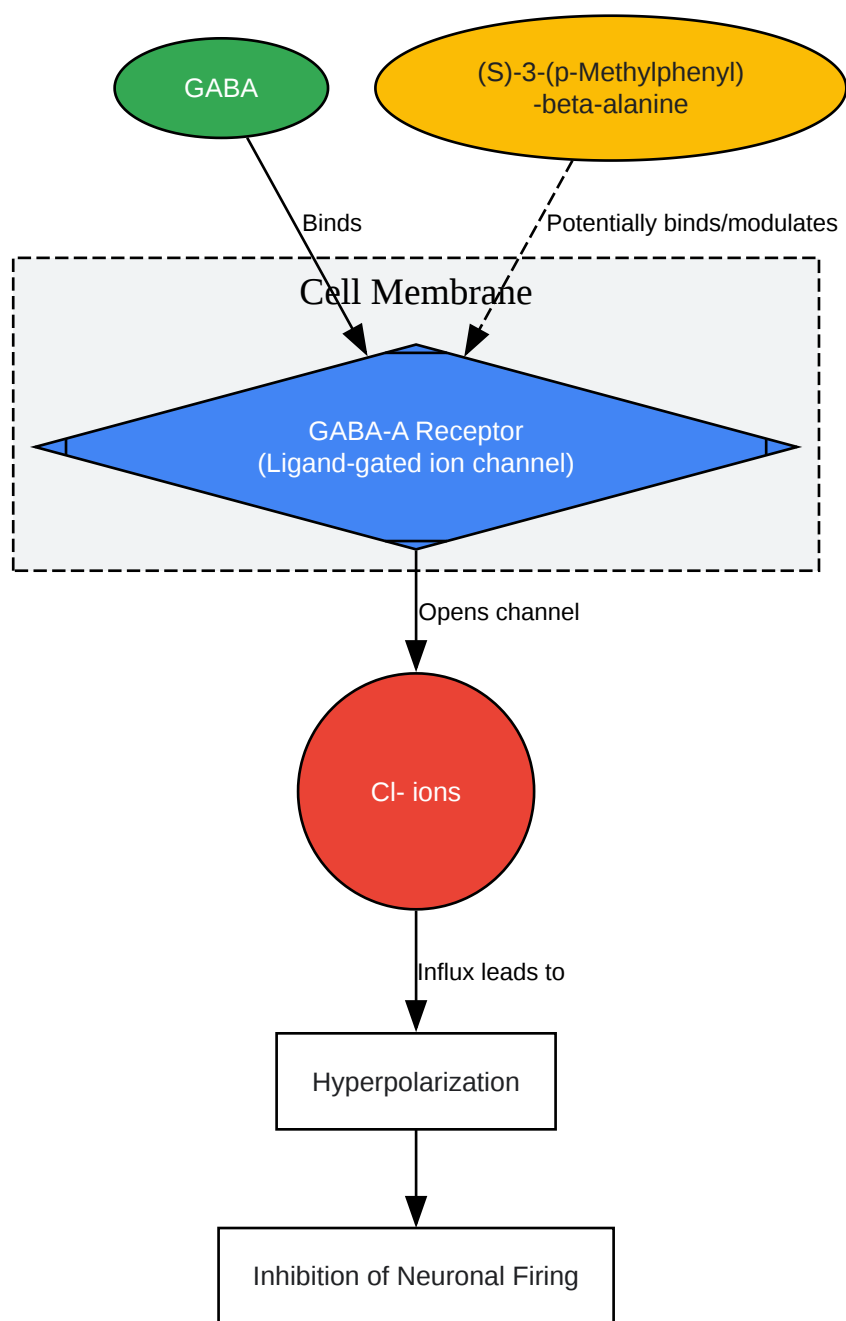 GABA
(S)-3-(p-Methylphenyl)
-beta-alanine
Binds
Potentially binds/modulates
Cell Membrane
GABA-A Receptor
(Ligand-gated ion channel)
Opens channel
Cl- ions
Influx leads to
Hyperpolarization
Inhibition of Neuronal Firing